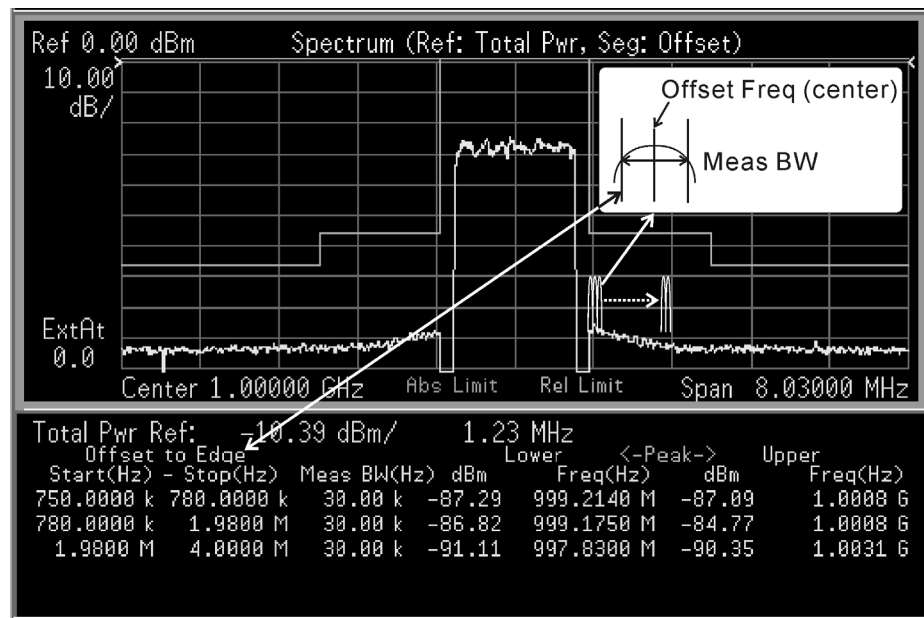 Ref 0.00 dBm Spectrum (Ref: Total Pwr, Seg: Offset)
10.00
dB/
Offset Freq (center)
Meas BW
ExtAt
0.0
Center 1.00000 GHz Abs Limit Rel Limit Span 8.03000 MHz
Total Pwr Ref: -10.39 dBm/ 1.23 MHz
Offset to Edge Lower <-Peak-> Upper
Start(Hz) - Stop(Hz) Meas BW(Hz) dBm Freq(Hz) dBm Freq(Hz)
750.0000 k 780.0000 k 30.00 k -87.29 999.2140 M -87.09 1.0008 G
780.0000 k 1.9800 M 30.00 k -86.82 999.1750 M -84.77 1.0008 G
1.9800 M 4.0000 M 30.00 k -91.11 997.8300 M -90.35 1.0031 G